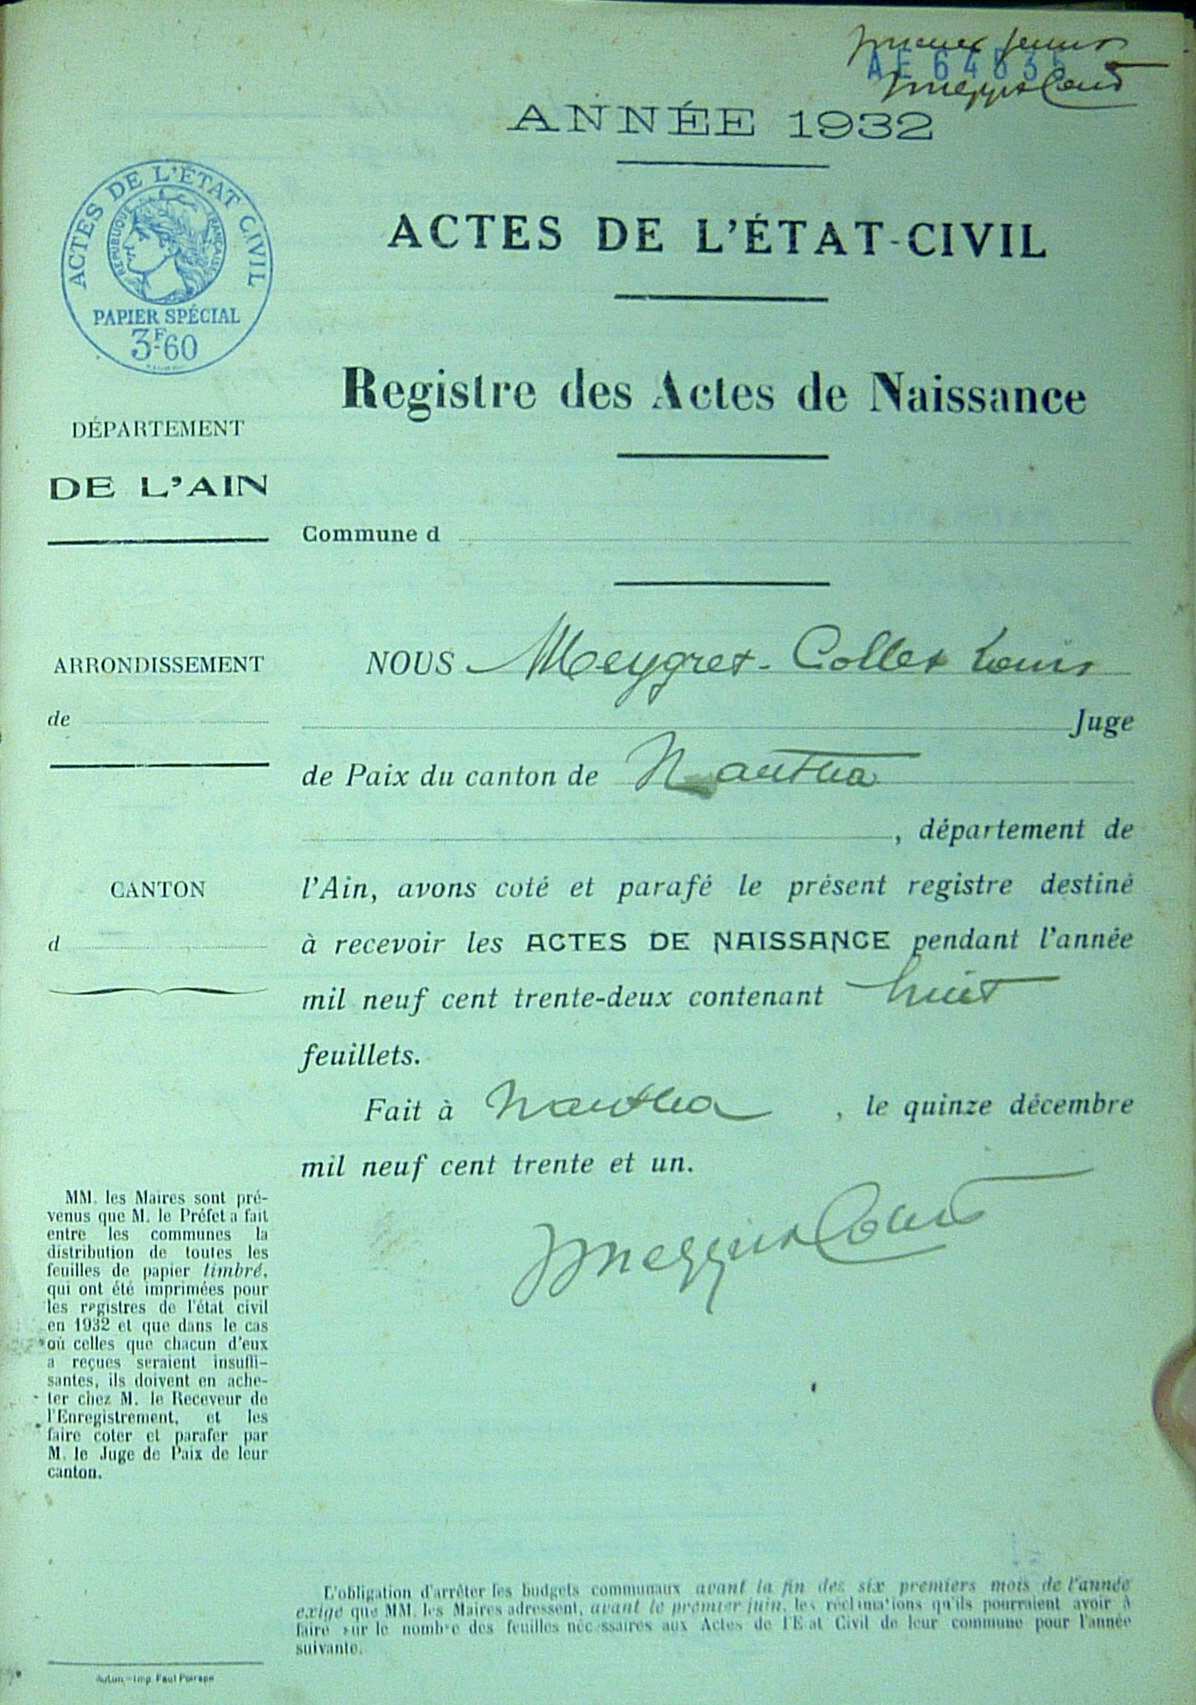 AE 64835
ANNÉE 1932
ACTES DE L'ÉTAT CIVIL
RÉPUBLIQUE FRANÇAISE
PAPIER SPÉCIAL
3F.60
ACTES DE L'ÉTAT-CIVIL
Registre des Actes de Naissance
DÉPARTEMENT
DE L'AIN
Commune d
ARRONDISSEMENT
de
CANTON
d
NOUS Meygret-Collet Louis
Juge
de Paix du canton de Nantua
, département de
l'Ain, avons coté et parafé le présent registre destiné
à recevoir les ACTES DE NAISSANCE pendant l'année
mil neuf cent trente-deux contenant huit
feuillets.
Fait à Nantua , le quinze décembre
mil neuf cent trente et un.
MM. les Maires sont pré-
venus que M. le Préfet a fait
entre les communes la
distribution de toutes les
feuilles de papier timbré,
qui ont été imprimées pour
les registres de l'état civil
en 1932 et que dans le cas
où celles que chacun d'eux
a reçues seraient insuffi-
santes, ils doivent en ache-
ter chez M. le Receveur de
l'Enregistrement, et les
faire coter et parafer par
M. le Juge de Paix de leur
canton.
L'obligation d'arrêter les budgets communaux avant la fin des six premiers mois de l'année
exige que MM. les Maires adressent, avant le premier juin, les réclamations qu'ils pourraient avoir à
faire sur le nombre des feuilles nécessaires aux Actes de l'Etat Civil de leur commune pour l'année
suivante.
Autun.—Imp. Paul